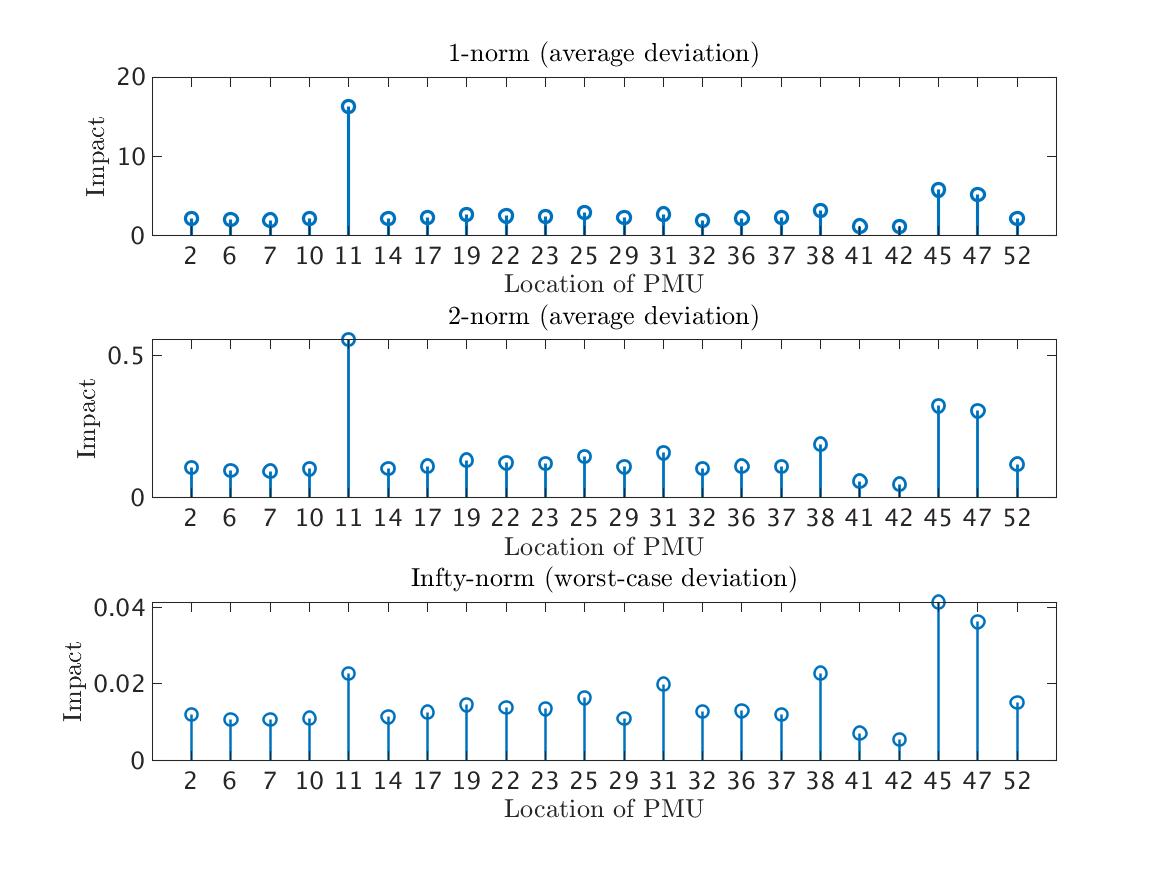 1-norm (average deviation)
20
10
0
Impact
2 6 7 10 11 14 17 19 22 23 25 29 31 32 36 37 38 41 42 45 47 52
Location of PMU
2-norm (average deviation)
0.5
0
Impact
2 6 7 10 11 14 17 19 22 23 25 29 31 32 36 37 38 41 42 45 47 52
Location of PMU
Infty-norm (worst-case deviation)
0.04
0.02
0
Impact
2 6 7 10 11 14 17 19 22 23 25 29 31 32 36 37 38 41 42 45 47 52
Location of PMU